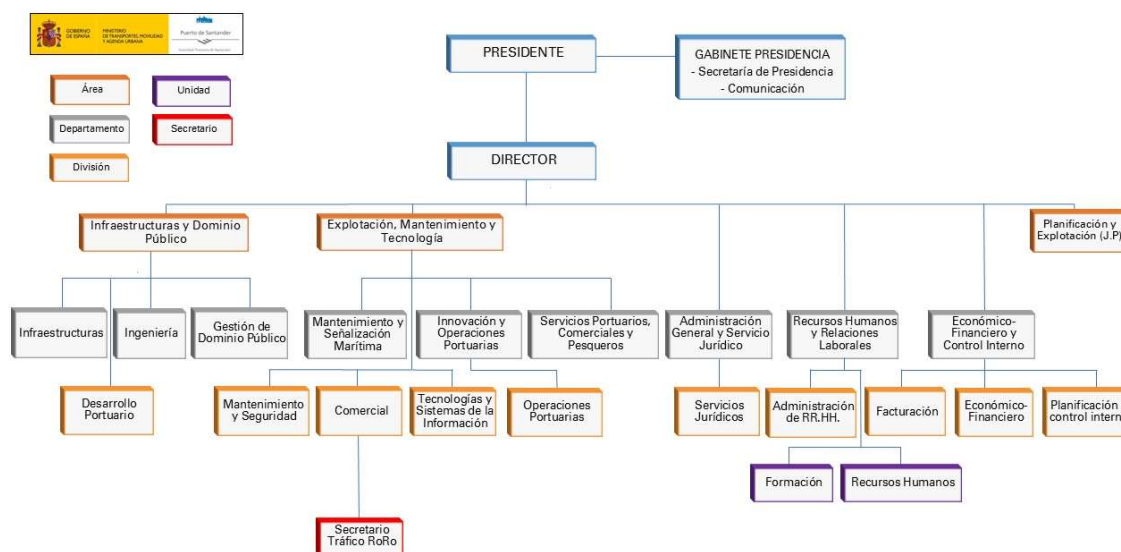 GOBIERNO
DE ESPAÑA
MINISTERIO
DE TRANSPORTES, MOVILIDAD
Y AGENDA URBANA
Puerto de Santander
Autoridad Portuaria de Santander
Área
Unidad
Departamento
Secretario
División
PRESIDENTE
GABINETE PRESIDENCIA
- Secretaría de Presidencia
- Comunicación
DIRECTOR
Infraestructuras y Dominio
Público
Explotación, Mantenimiento y
Tecnología
Planificación y
Explotación (J.P)
Infraestructuras
Ingeniería
Gestión de
Dominio Público
Mantenimiento y
Señalización
Marítima
Innovación y
Operaciones
Portuarias
Servicios Portuarios,
Comerciales y
Pesqueros
Administración
General y Servicio
Jurídico
Recursos Humanos
y Relaciones
Laborales
Económico-
Financiero y
Control Interno
Desarrollo
Portuario
Mantenimiento
y Seguridad
Comercial
Tecnologías y
Sistemas de la
Información
Operaciones
Portuarias
Servicios
Jurídicos
Administración
de RR.HH.
Facturación
Económico-
Financiero
Planificación
control intern
Formación
Recursos Humanos
Secretario
Tráfico RoRo